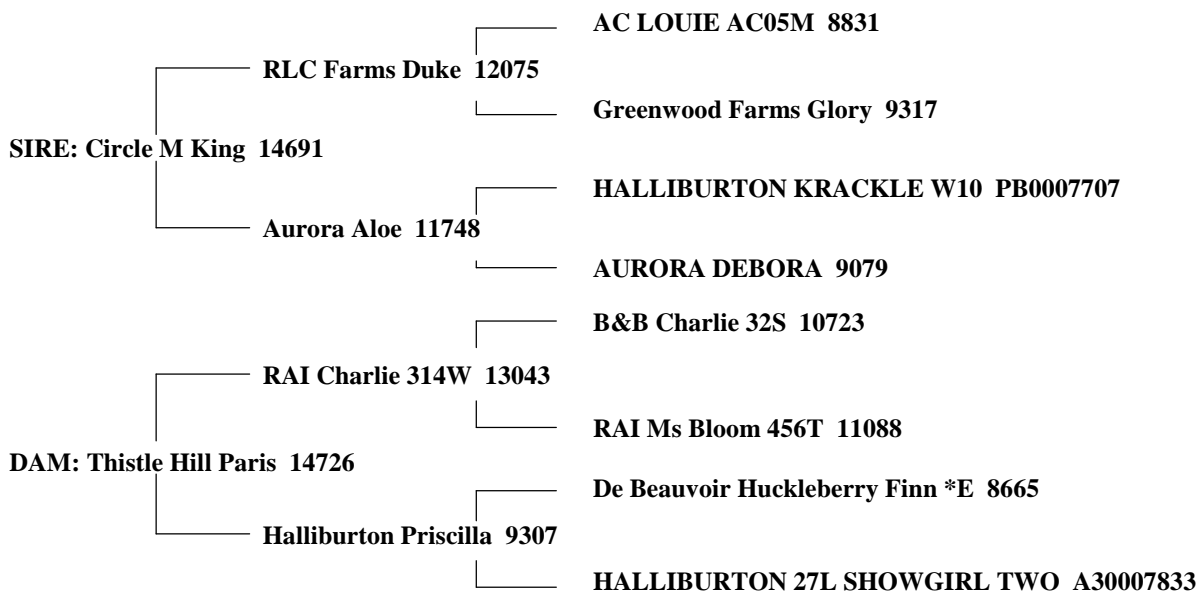 AC LOUIE AC05M 8831
RLC Farms Duke 12075
Greenwood Farms Glory 9317
SIRE: Circle M King 14691
HALLIBURTON KRACKLE W10 PB0007707
Aurora Aloe 11748
AURORA DEBORA 9079
B&B Charlie 32S 10723
RAI Charlie 314W 13043
RAI Ms Bloom 456T 11088
DAM: Thistle Hill Paris 14726
De Beauvoir Huckleberry Finn *E 8665
Halliburton Priscilla 9307
HALLIBURTON 27L SHOWGIRL TWO A30007833